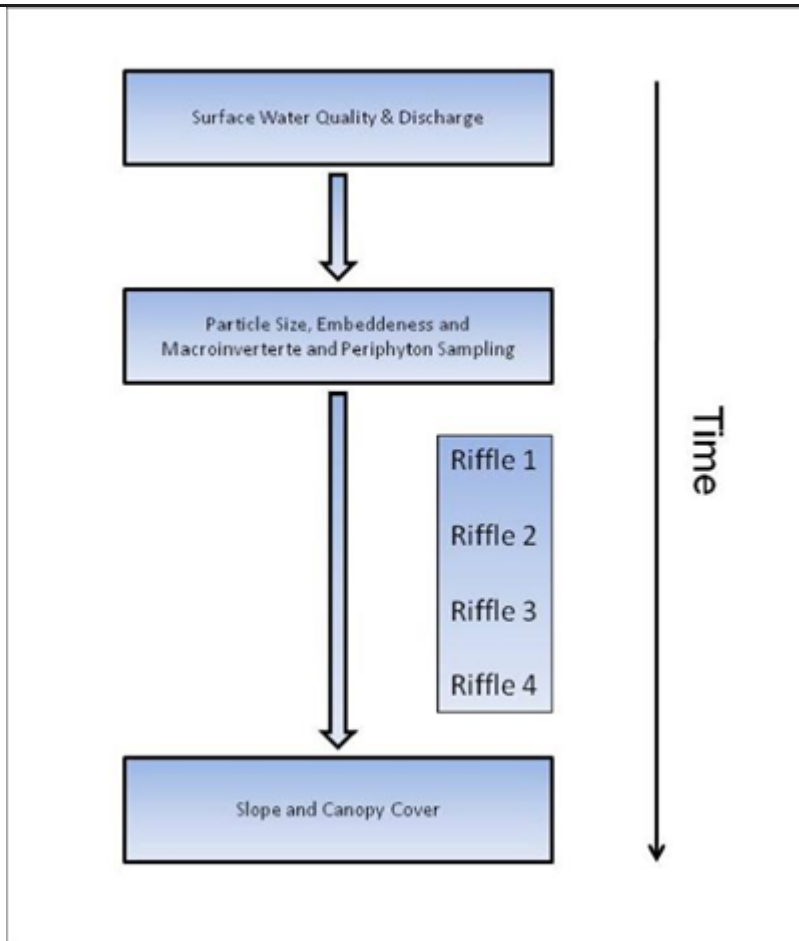 Surface Water Quality & Discharge
Particle Size, Embeddeness and
Macroinverterte and Periphyton Sampling
Riffle 1
Riffle 2
Riffle 3
Riffle 4
Time
Slope and Canopy Cover